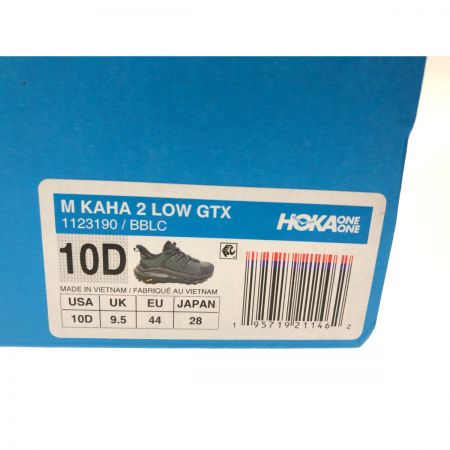 M KAHA 2 LOW GTX
1123190 / BBLC
HOKA ONE ONE
10D
MADE IN VIETNAM / FABRIQUÉ AU VIETNAM
USA UK EU JAPAN
10D 9.5 44 28
1 95719 21146 2